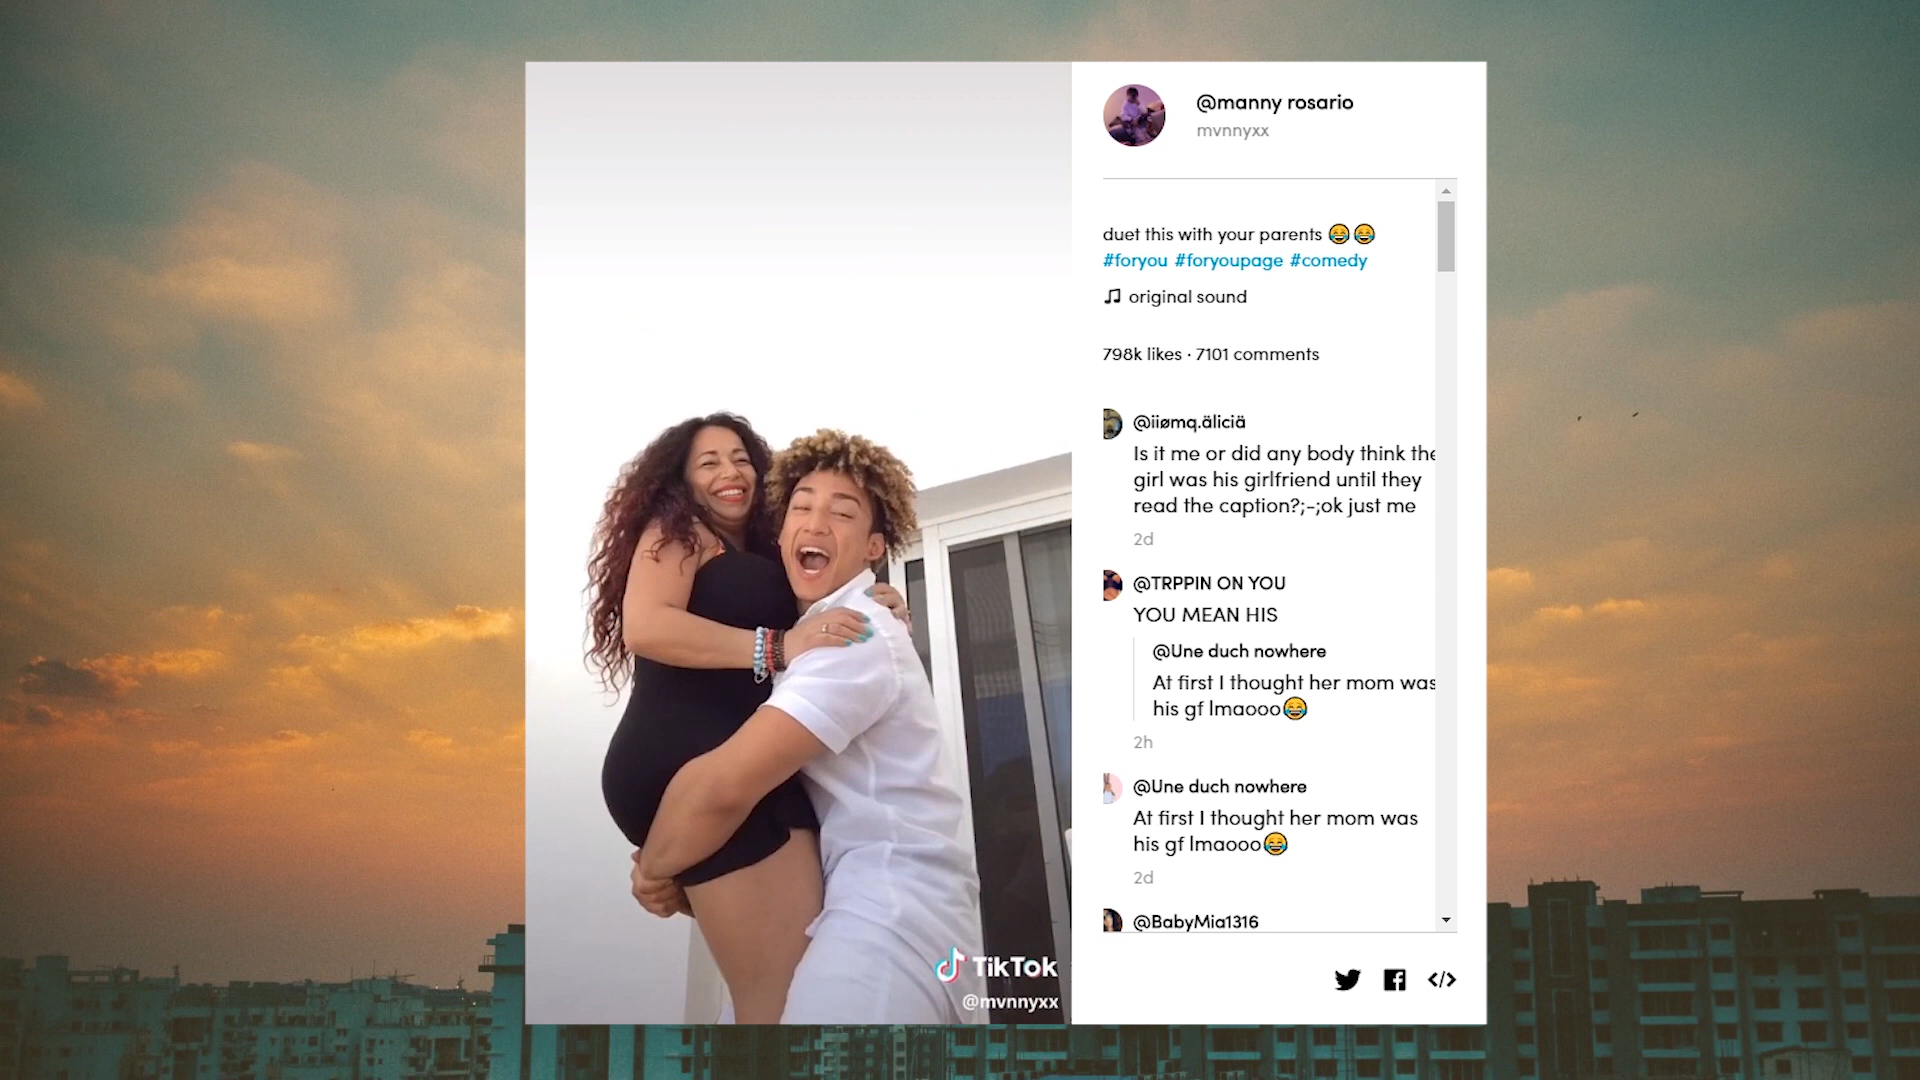 @manny rosario
mvnnyxx
duet this with your parents 😂😂
#foryou #foryoupage #comedy
original sound
798k likes · 7101 comments
@iiømq.äliciä
Is it me or did any body think the
girl was his girlfriend until they
read the caption?;-;ok just me
2d
@TRPPIN ON YOU
YOU MEAN HIS
@Une duch nowhere
At first I thought her mom was
his gf lmaooo😂
2h
@Une duch nowhere
At first I thought her mom was
his gf lmaooo😂
2d
@BabyMia1316
TikTok
@mvnnyxx